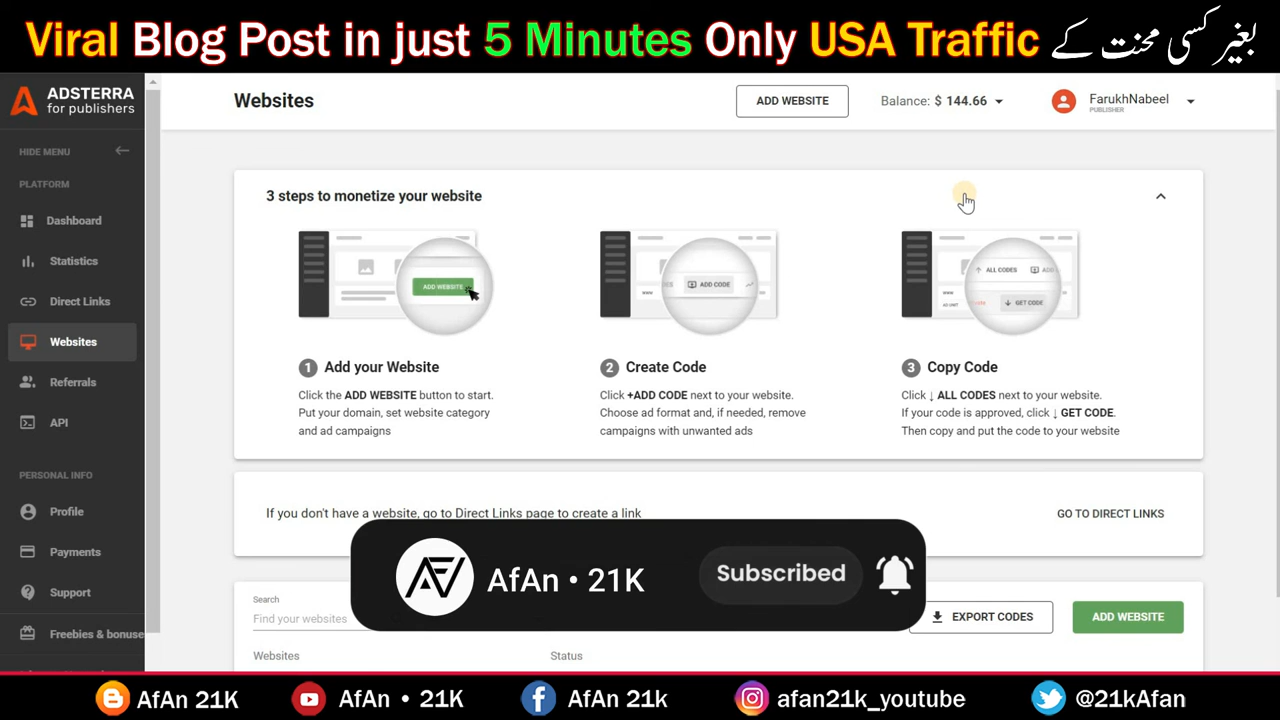 Viral Blog Post in just 5 Minutes Only USA Traffic بغیر کسی محنت کے
ADSTERRA
for publishers
Websites
ADD WEBSITE
Balance: $ 144.66
FarukhNabeel
PUBLISHER
HIDE MENU
PLATFORM
Dashboard
Statistics
Direct Links
Websites
Referrals
API
PERSONAL INFO
Profile
Payments
Support
Freebies & bonuse
3 steps to monetize your website
ADD WEBSITE
ADD CODE
ALL CODES
ADD
www
AD UNIT
GET CODE
1 Add your Website
Click the ADD WEBSITE button to start.
Put your domain, set website category
and ad campaigns
2 Create Code
Click +ADD CODE next to your website.
Choose ad format and, if needed, remove
campaigns with unwanted ads
3 Copy Code
Click ↓ ALL CODES next to your website.
If your code is approved, click ↓ GET CODE.
Then copy and put the code to your website
If you don't have a website, go to Direct Links page to create a link
GO TO DIRECT LINKS
AfAn • 21K
Subscribed
Search
Find your websites
EXPORT CODES
ADD WEBSITE
Websites
Status
AfAn 21K
AfAn • 21K
AfAn 21k
afan21k_youtube
@21kAfan